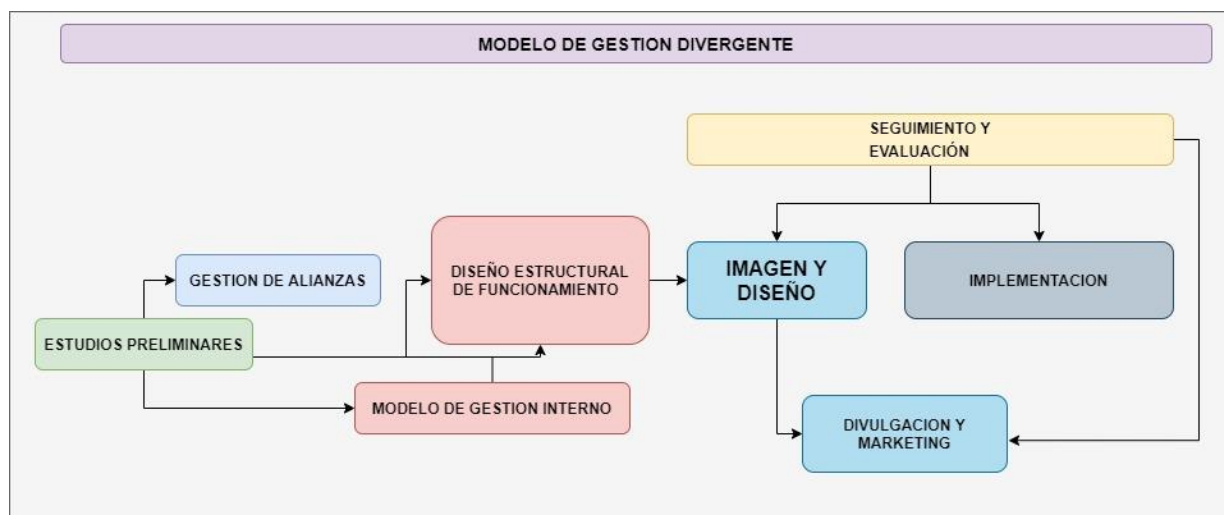 MODELO DE GESTION DIVERGENTE
SEGUIMIENTO Y
EVALUACIÓN
DISEÑO ESTRUCTURAL
DE FUNCIONAMIENTO
IMAGEN Y
DISEÑO
IMPLEMENTACION
GESTION DE ALIANZAS
ESTUDIOS PRELIMINARES
MODELO DE GESTION INTERNO
DIVULGACION Y
MARKETING